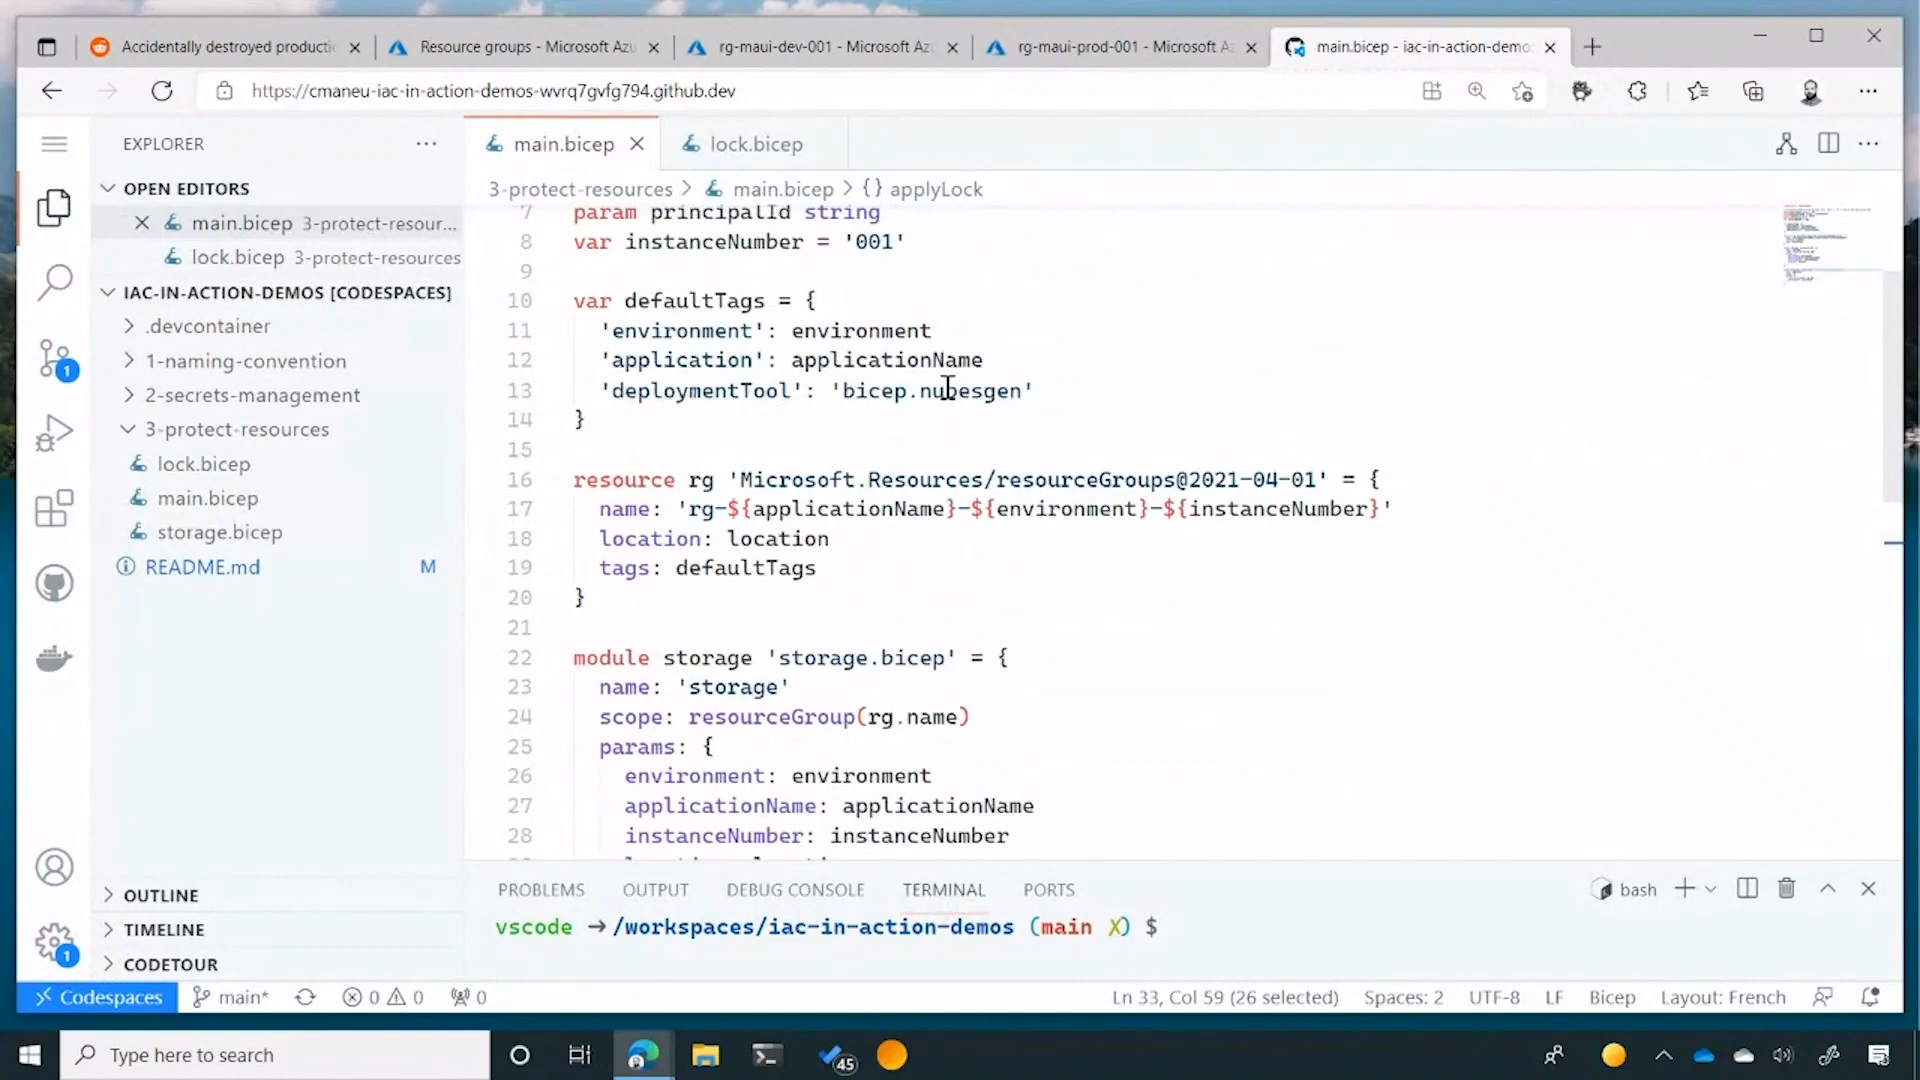 Accidentally destroyed producti
Resource groups - Microsoft Azu
rg-maui-dev-001 - Microsoft Az
rg-maui-prod-001 - Microsoft A
main.bicep - iac-in-action-demo
https://cmaneu-iac-in-action-demos-wvrq7gvfg794.github.dev
EXPLORER
main.bicep
lock.bicep
3-protect-resources > main.bicep > {} applyLock
OPEN EDITORS
main.bicep 3-protect-resour...
lock.bicep 3-protect-resources
IAC-IN-ACTION-DEMOS [CODESPACES]
.devcontainer
1-naming-convention
2-secrets-management
3-protect-resources
lock.bicep
main.bicep
storage.bicep
README.md M
OUTLINE
TIMELINE
CODETOUR
7 param principalId string
8 var instanceNumber = '001'
9
10 var defaultTags = {
11 'environment': environment
12 'application': applicationName
13 'deploymentTool': 'bicep.nubesgen'
14 }
15
16 resource rg 'Microsoft.Resources/resourceGroups@2021-04-01' = {
17 name: 'rg-${applicationName}-${environment}-${instanceNumber}'
18 location: location
19 tags: defaultTags
20 }
21
22 module storage 'storage.bicep' = {
23 name: 'storage'
24 scope: resourceGroup(rg.name)
25 params: {
26 environment: environment
27 applicationName: applicationName
28 instanceNumber: instanceNumber
PROBLEMS OUTPUT DEBUG CONSOLE TERMINAL PORTS
bash
vscode ➜ /workspaces/iac-in-action-demos (main ✗) $
1
1
Codespaces main* 0 0 0
Ln 33, Col 59 (26 selected) Spaces: 2 UTF-8 LF Bicep Layout: French
Type here to search
45